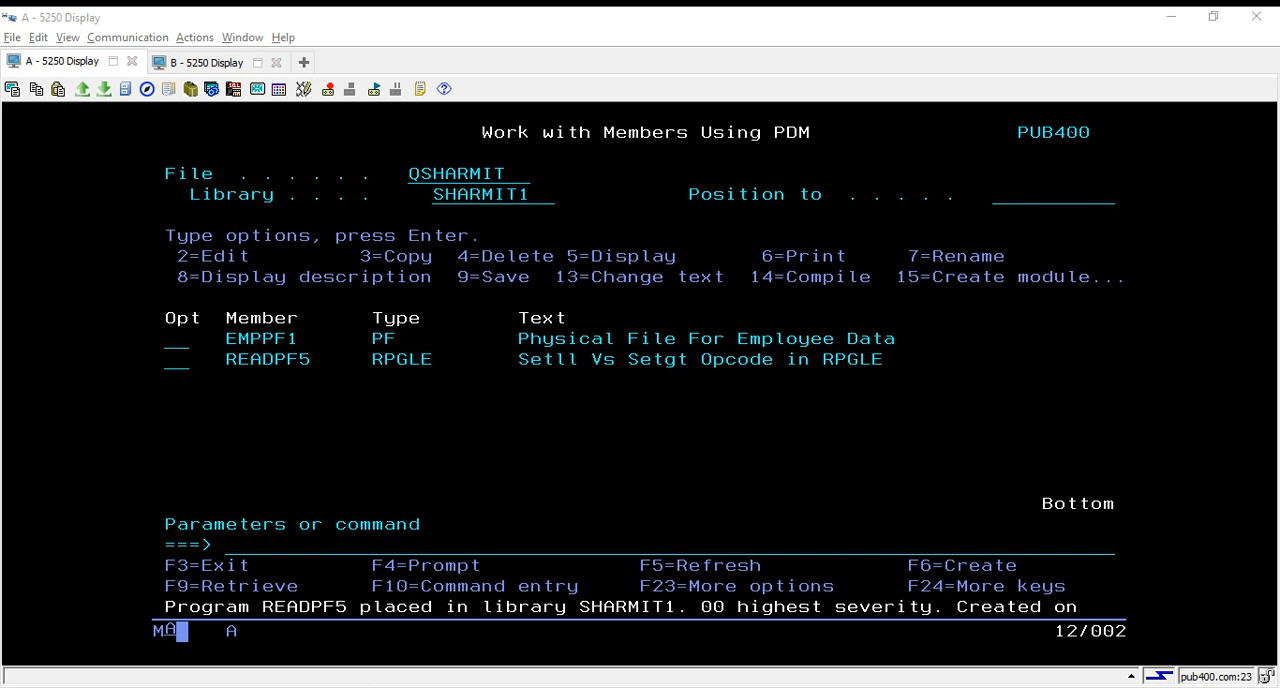 A - 5250 Display
File Edit View Communication Actions Window Help
A - 5250 Display B - 5250 Display
Work with Members Using PDM PUB400
File . . . . . . QSHARMIT
Library . . . . SHARMIT1 Position to . . . . .
Type options, press Enter.
2=Edit 3=Copy 4=Delete 5=Display 6=Print 7=Rename
8=Display description 9=Save 13=Change text 14=Compile 15=Create module...
Opt Member Type Text
EMPPF1 PF Physical File For Employee Data
READPF5 RPGLE Setll Vs Setgt Opcode in RPGLE
Bottom
Parameters or command
===>
F3=Exit F4=Prompt F5=Refresh F6=Create
F9=Retrieve F10=Command entry F23=More options F24=More keys
Program READPF5 placed in library SHARMIT1. 00 highest severity. Created on
MA A 12/002
pub400.com:23